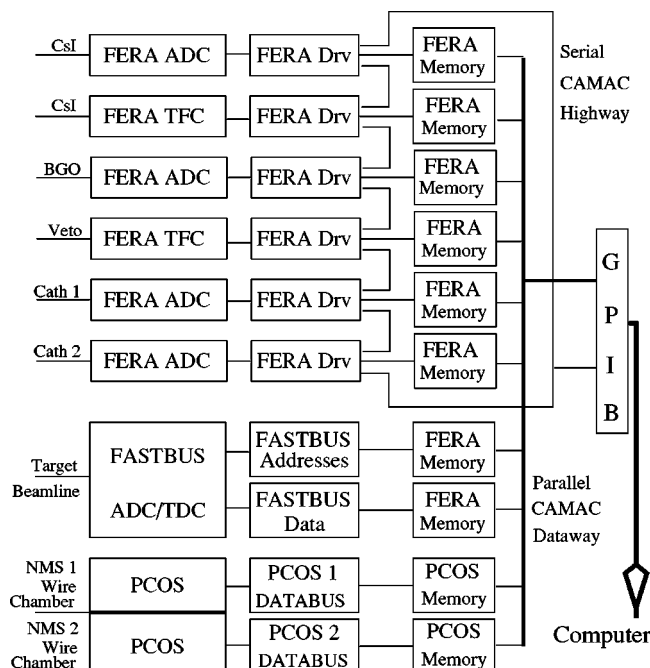 CsI
FERA ADC
FERA Drv
FERA
Memory
Serial
CAMAC
Highway
CsI
FERA TFC
FERA Drv
FERA
Memory
BGO
FERA ADC
FERA Drv
FERA
Memory
Veto
FERA TFC
FERA Drv
FERA
Memory
Cath 1
FERA ADC
FERA Drv
FERA
Memory
Cath 2
FERA ADC
FERA Drv
FERA
Memory
G
P
I
B
Target
Beamline
FASTBUS
ADC/TDC
FASTBUS
Addresses
FERA
Memory
FASTBUS
Data
FERA
Memory
Parallel
CAMAC
Dataway
NMS 1
Wire
Chamber
PCOS
PCOS 1
DATABUS
PCOS
Memory
NMS 2
Wire
Chamber
PCOS
PCOS 2
DATABUS
PCOS
Memory
Computer